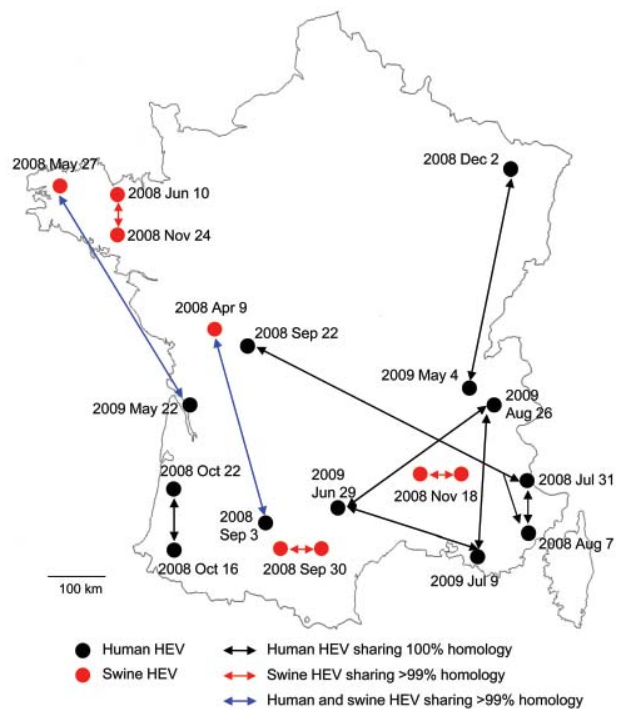 2008 May 27
2008 Dec 2
2008 Jun 10
2008 Nov 24
2008 Apr 9
2008 Sep 22
2009 May 4
2009 May 22
2009
Aug 26
2008 Oct 22
2009
Jun 29
2008 Nov 18
2008 Jul 31
2008
Sep 3
2008 Aug 7
2008 Oct 16
2008 Sep 30
2009 Jul 9
100 km
Human HEV
Human HEV sharing 100% homology
Swine HEV
Swine HEV sharing >99% homology
Human and swine HEV sharing >99% homology